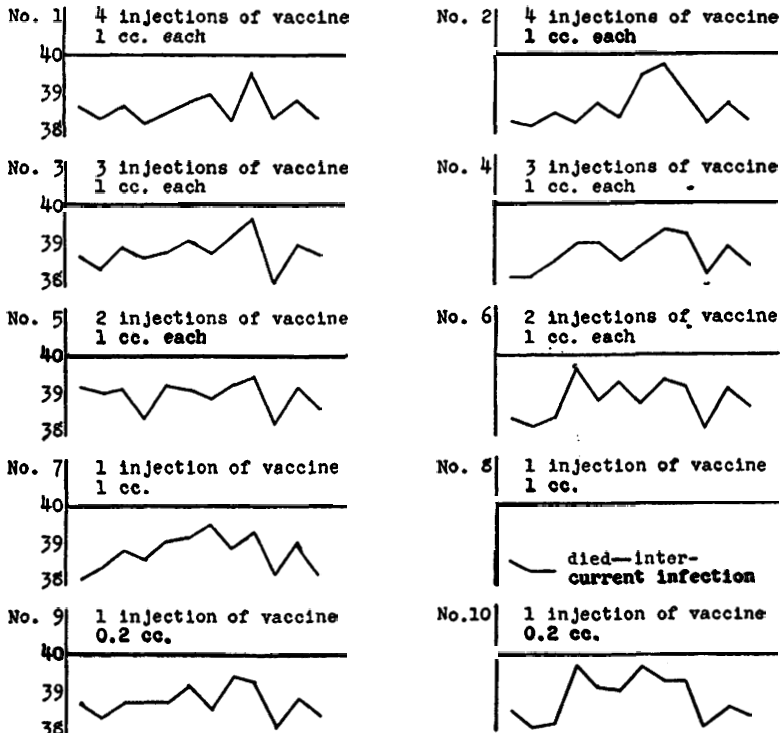 No. 1 4 injections of vaccine
1 cc. each
40
39
38
No. 2 4 injections of vaccine
1 cc. each
No. 3 3 injections of vaccine
1 cc. each
40
39
38
No. 4 3 injections of vaccine
1 cc. each
No. 5 2 injections of vaccine
1 cc. each
40
39
38
No. 6 2 injections of vaccine
1 cc. each
No. 7 1 injection of vaccine
1 cc.
40
39
38
No. 8 1 injection of vaccine
1 cc.
died—inter-
current infection
No. 9 1 injection of vaccine
0.2 cc.
40
39
38
No.10 1 injection of vaccine
0.2 cc.